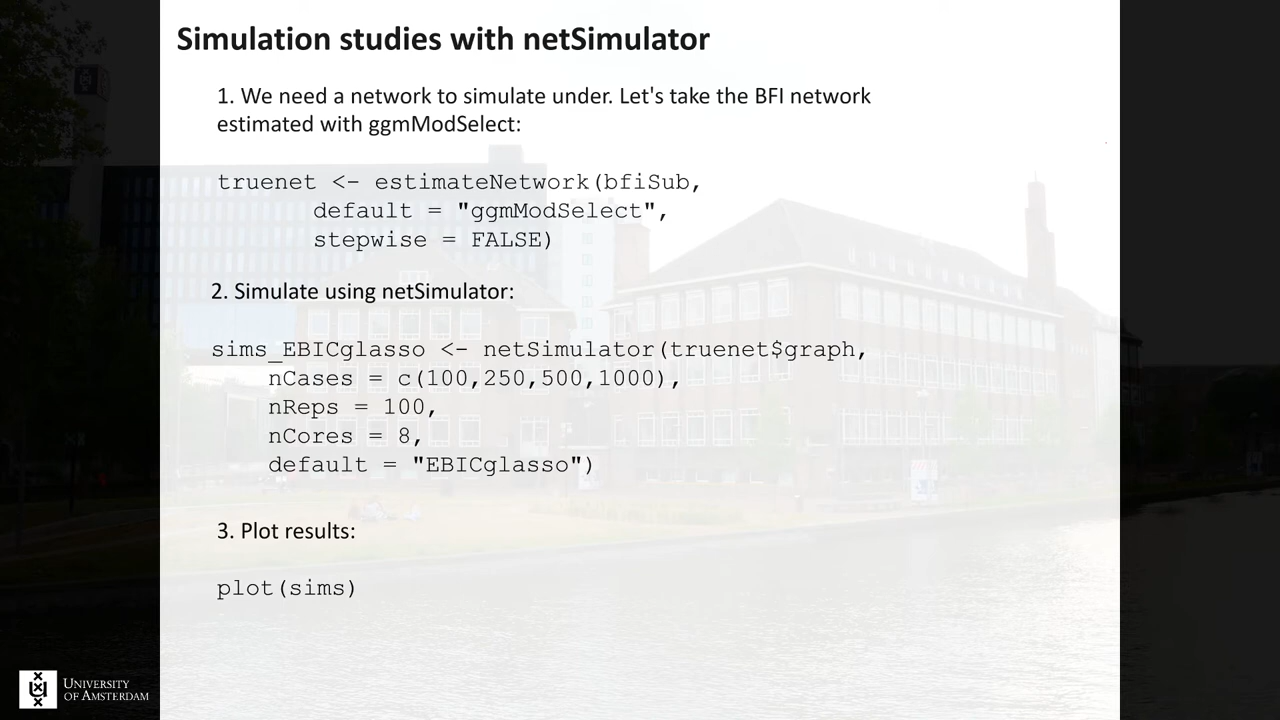 Simulation studies with netSimulator
1. We need a network to simulate under. Let's take the BFI network
estimated with ggmModSelect:
truenet <- estimateNetwork(bfiSub,
default = "ggmModSelect",
stepwise = FALSE)
2. Simulate using netSimulator:
sims_EBICglasso <- netSimulator(truenet$graph,
nCases = c(100,250,500,1000),
nReps = 100,
nCores = 8,
default = "EBICglasso")
3. Plot results:
plot(sims)
UNIVERSITY
OF AMSTERDAM